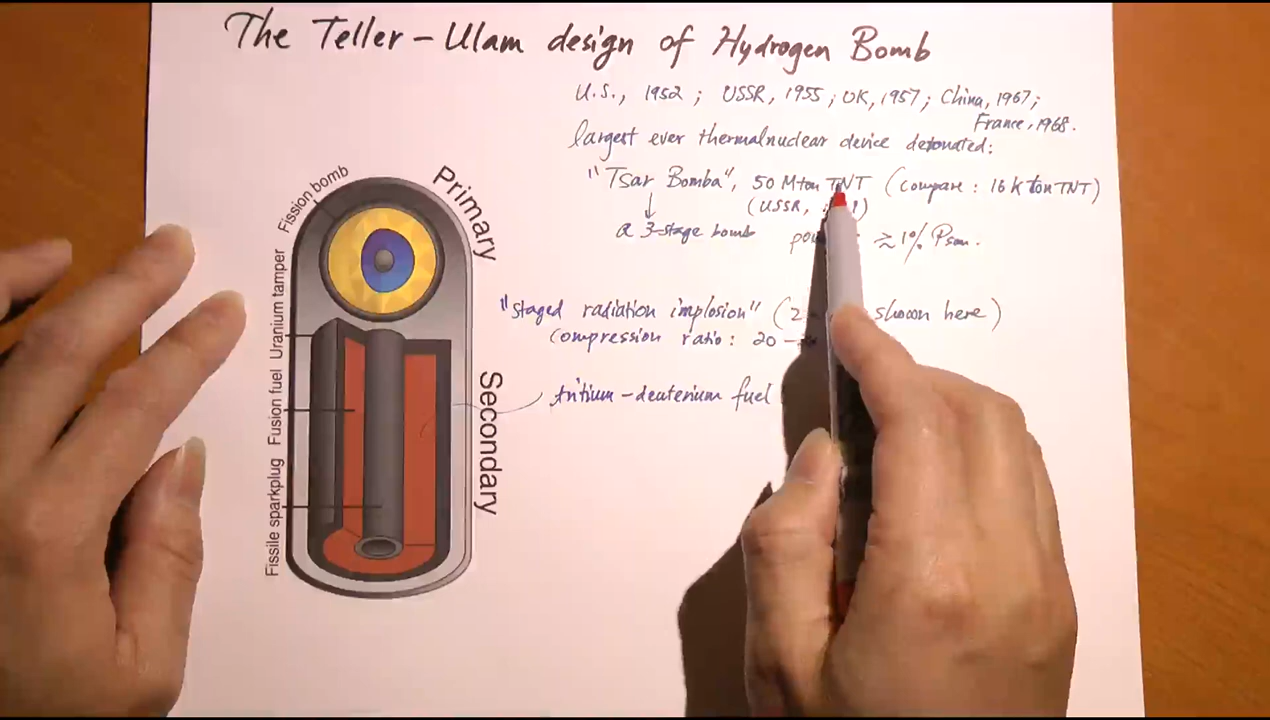 The Teller - Ulam design of Hydrogen Bomb
U.S., 1952 ; USSR, 1955 ; UK, 1957 ; China, 1967 ;
France, 1968.
largest ever thermalnuclear device detonated:
"Tsar Bomba", 50 Mton TNT (compare : 16 k ton TNT)
(USSR, 1)
a 3-stage bomb ≈ 1% Psun.
"staged radiation implosion" (2 shown here)
compression ratio : 20 -
tritium - deuterium fuel
Fission bomb
Primary
Uranium tamper
Fusion fuel
Secondary
Fissile sparkplug